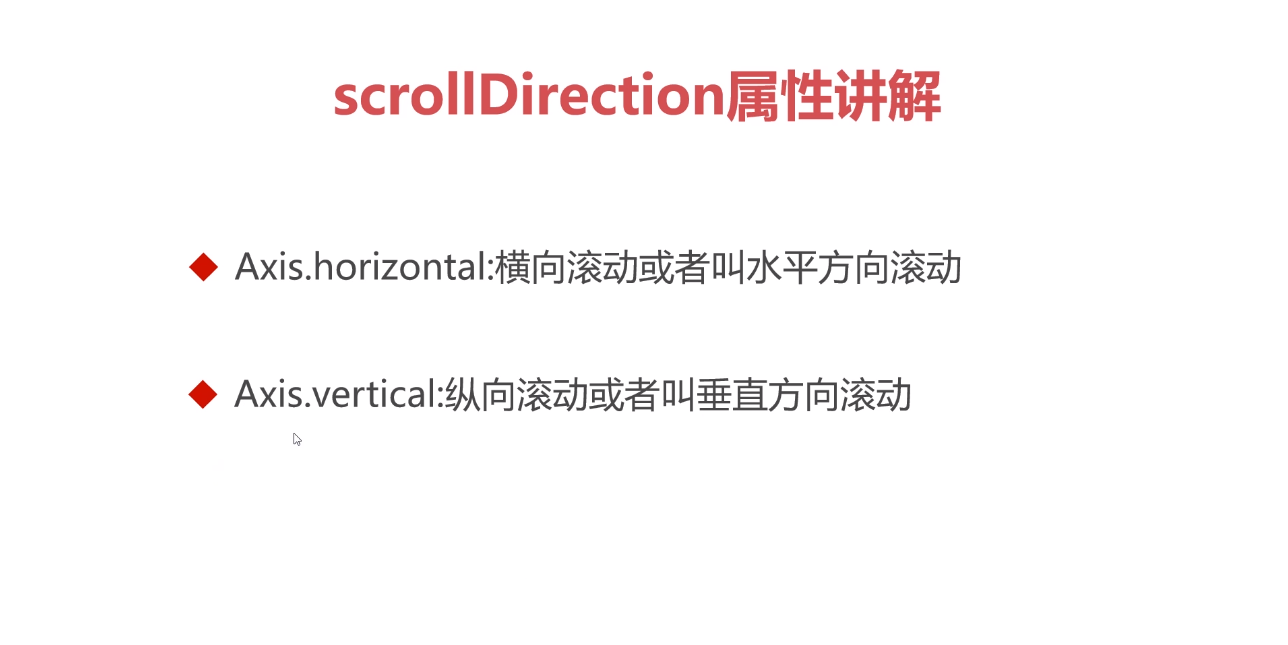 scrollDirection属性讲解
Axis.horizontal:横向滚动或者叫水平方向滚动
Axis.vertical:纵向滚动或者叫垂直方向滚动